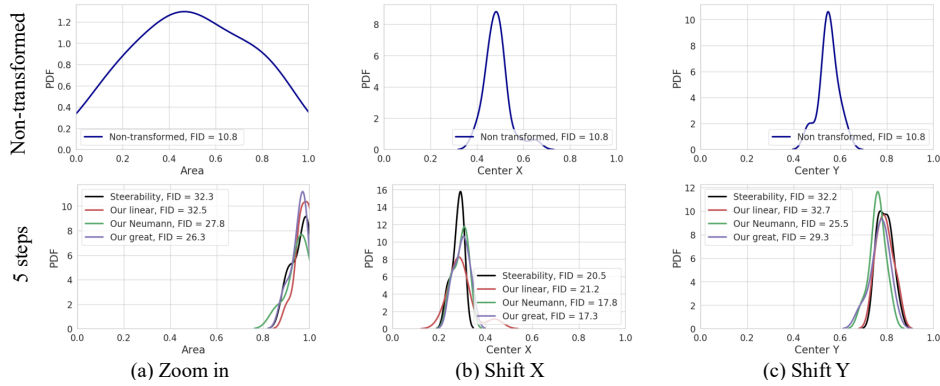 Non-transformed
PDF
1.2
1.0
0.8
0.6
0.4
0.2
0.0
Non-transformed, FID = 10.8
0.0 0.2 0.4 0.6 0.8 1.0
Area
PDF
8
6
4
2
0
Non transformed, FID = 10.8
0.0 0.2 0.4 0.6 0.8 1.0
Center X
PDF
10
8
6
4
2
0
Non transformed, FID = 10.8
0.0 0.2 0.4 0.6 0.8 1.0
Center Y
5 steps
PDF
10
8
6
4
2
0
Steerability, FID = 32.3
Our linear, FID = 32.5
Our Neumann, FID = 27.8
Our great, FID = 26.3
0.0 0.2 0.4 0.6 0.8 1.0
Area
(a) Zoom in
PDF
16
14
12
10
8
6
4
2
0
Steerability, FID = 20.5
Our linear, FID = 21.2
Our Neumann, FID = 17.8
Our great, FID = 17.3
0.0 0.2 0.4 0.6 0.8 1.0
Center X
(b) Shift X
PDF
12
10
8
6
4
2
0
Steerability, FID = 32.2
Our linear, FID = 32.7
Our Neumann, FID = 25.5
Our great, FID = 29.3
0.0 0.2 0.4 0.6 0.8 1.0
Center Y
(c) Shift Y